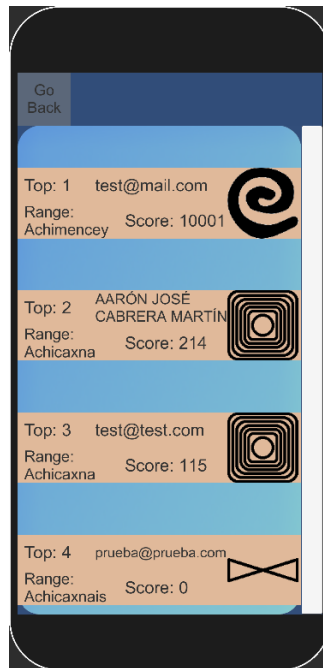 Go
Back
Top: 1 test@mail.com
Range:
Achimencey Score: 10001
Top: 2 AARÓN JOSÉ
CABRERA MARTÍN
Range:
Achicaxna Score: 214
Top: 3 test@test.com
Range:
Achicaxna Score: 115
Top: 4 prueba@prueba.com
Range:
Achicaxnais Score: 0